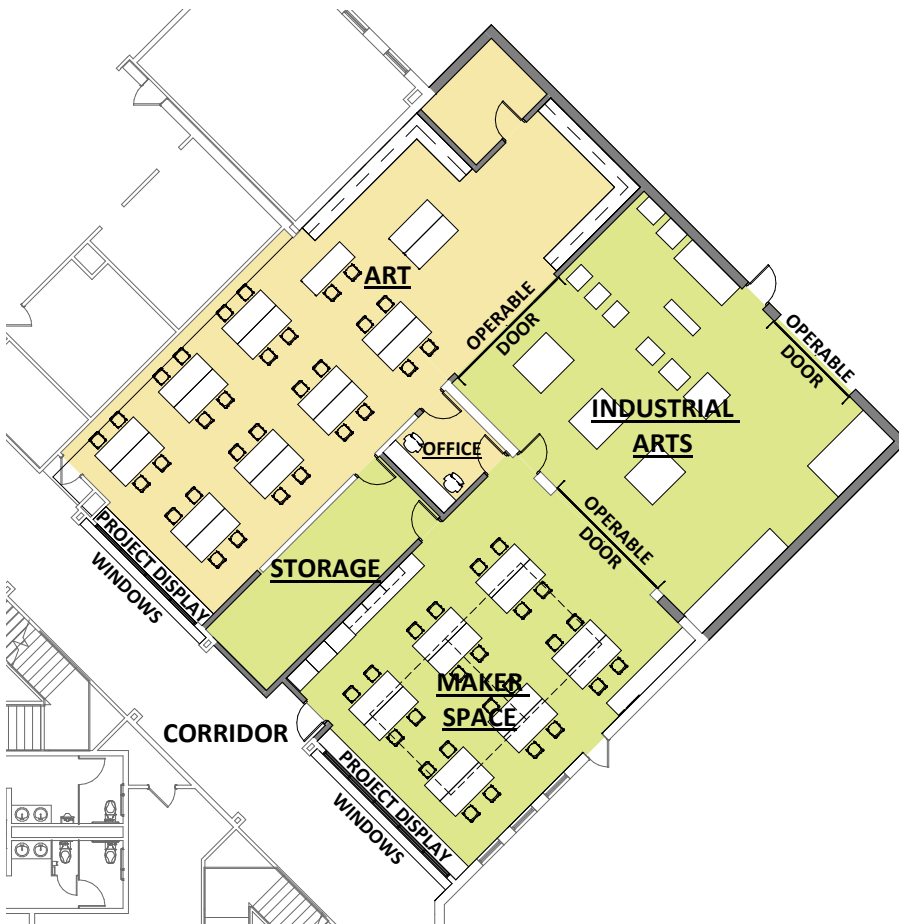 ART
OPERABLE
DOOR
OPERABLE
DOOR
INDUSTRIAL
ARTS
OFFICE
OPERABLE
DOOR
PROJECT DISPLAY
WINDOWS
STORAGE
MAKER
SPACE
CORRIDOR
PROJECT DISPLAY
WINDOWS